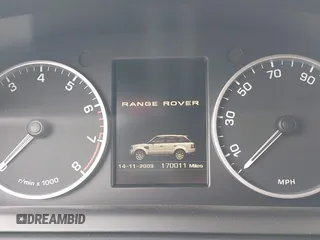 RANGE ROVER
14-11-2009 170011 Miles
3 4 5 6 7 8
r/min x 1000
10 30 50 70 90
MPH
DREAMBID